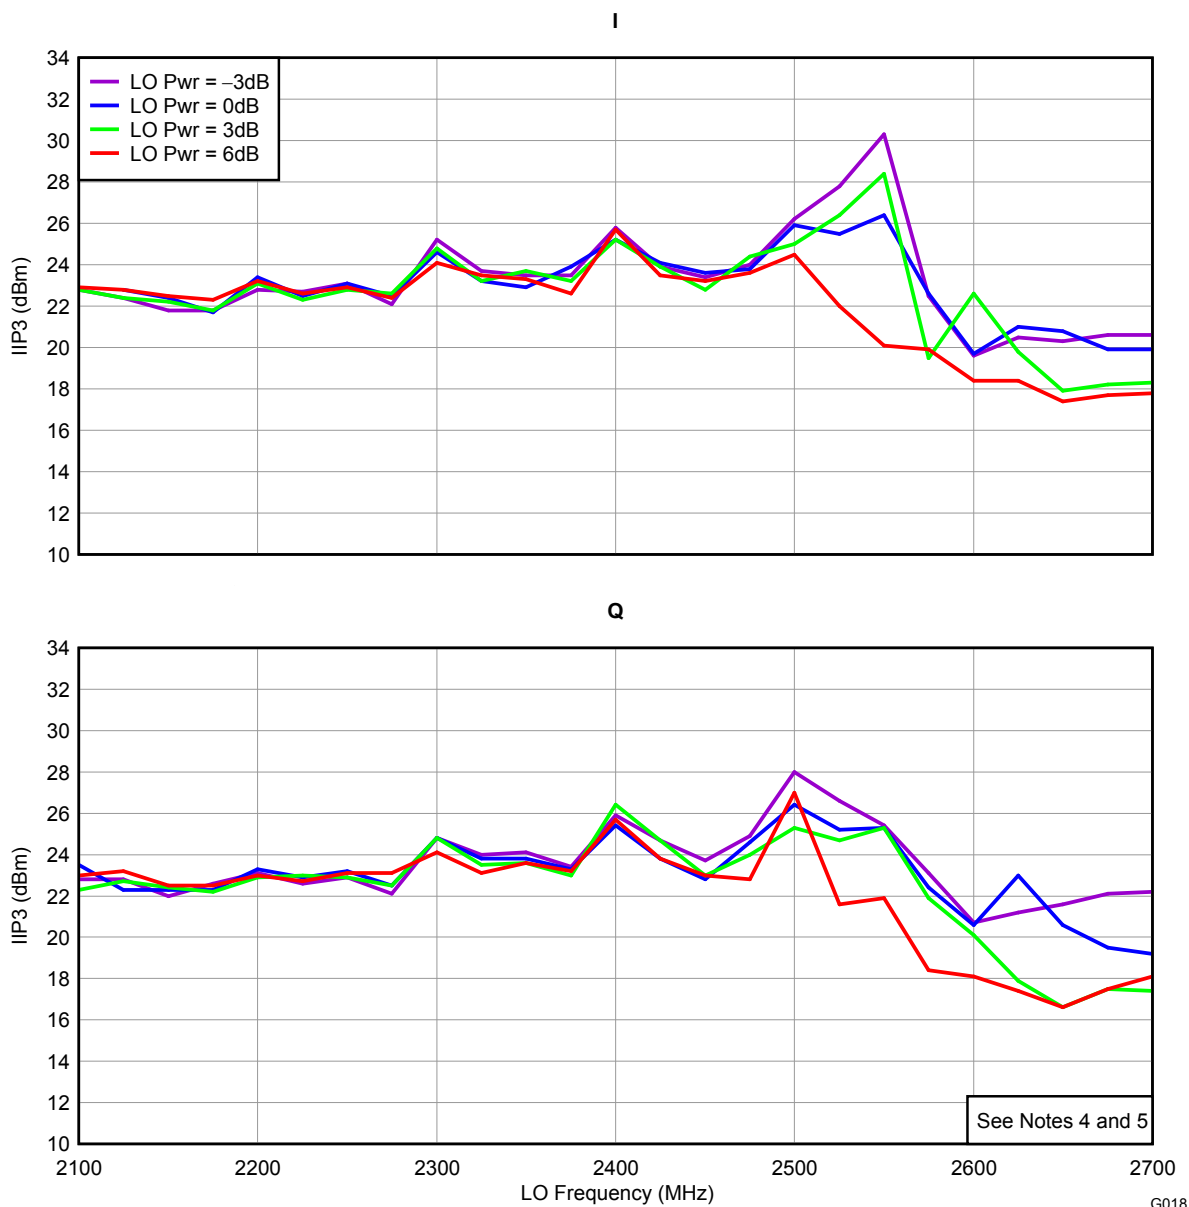 I
34
32
30
28
26
24
22
20
18
16
14
12
10
IIP3 (dBm)
LO Pwr = −3dB
LO Pwr = 0dB
LO Pwr = 3dB
LO Pwr = 6dB
Q
34
32
30
28
26
24
22
20
18
16
14
12
10
IIP3 (dBm)
See Notes 4 and 5
2100 2200 2300 2400 2500 2600 2700
LO Frequency (MHz)
G018